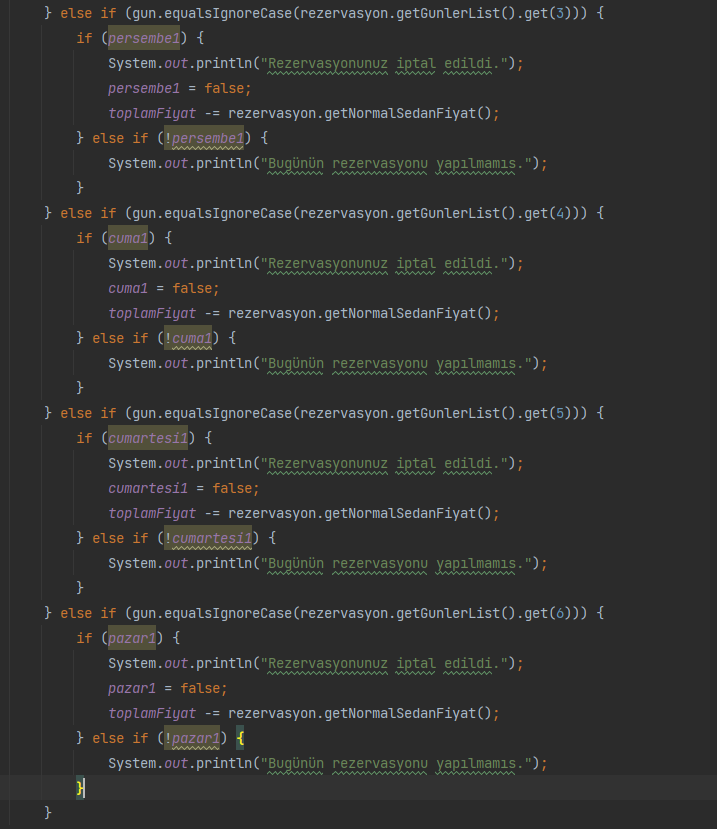 } else if (gun.equalsIgnoreCase(rezervasyon.getGunlerList().get(3))) {
if (persembe1) {
System.out.println("Rezervasyonunuz iptal edildi.");
persembe1 = false;
toplamFiyat -= rezervasyon.getNormalSedanFiyat();
} else if (!persembe1) {
System.out.println("Bugünün rezervasyonu yapılmamıs.");
}
} else if (gun.equalsIgnoreCase(rezervasyon.getGunlerList().get(4))) {
if (cuma1) {
System.out.println("Rezervasyonunuz iptal edildi.");
cuma1 = false;
toplamFiyat -= rezervasyon.getNormalSedanFiyat();
} else if (!cuma1) {
System.out.println("Bugünün rezervasyonu yapılmamıs.");
}
} else if (gun.equalsIgnoreCase(rezervasyon.getGunlerList().get(5))) {
if (cumartesi1) {
System.out.println("Rezervasyonunuz iptal edildi.");
cumartesi1 = false;
toplamFiyat -= rezervasyon.getNormalSedanFiyat();
} else if (!cumartesi1) {
System.out.println("Bugünün rezervasyonu yapılmamıs.");
}
} else if (gun.equalsIgnoreCase(rezervasyon.getGunlerList().get(6))) {
if (pazar1) {
System.out.println("Rezervasyonunuz iptal edildi.");
pazar1 = false;
toplamFiyat -= rezervasyon.getNormalSedanFiyat();
} else if (!pazar1) {
System.out.println("Bugünün rezervasyonu yapılmamıs.");
}
}